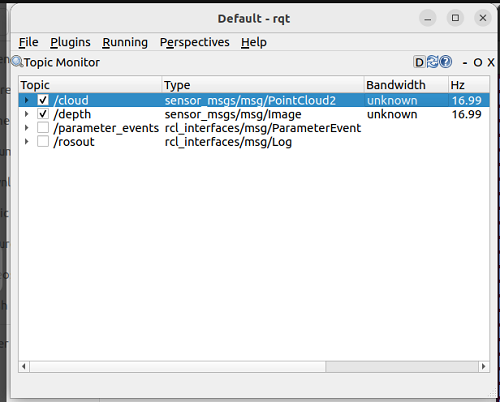 Default - rqt
File Plugins Running Perspectives Help
Topic Monitor D - O X
Topic Type Bandwidth Hz
/cloud sensor_msgs/msg/PointCloud2 unknown 16.99
/depth sensor_msgs/msg/Image unknown 16.99
/parameter_events rcl_interfaces/msg/ParameterEvent
/rosout rcl_interfaces/msg/Log